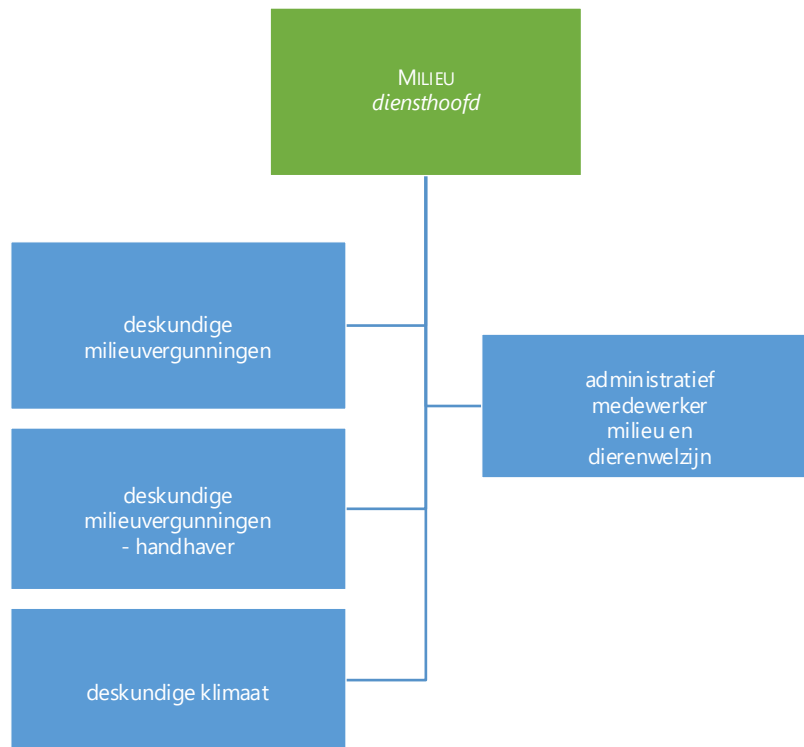 MILIEU
diensthoofd
deskundige
milieuvergunningen
administratief
medewerker
milieu en
dierenwelzijn
deskundige
milieuvergunningen
- handhaver
deskundige klimaat